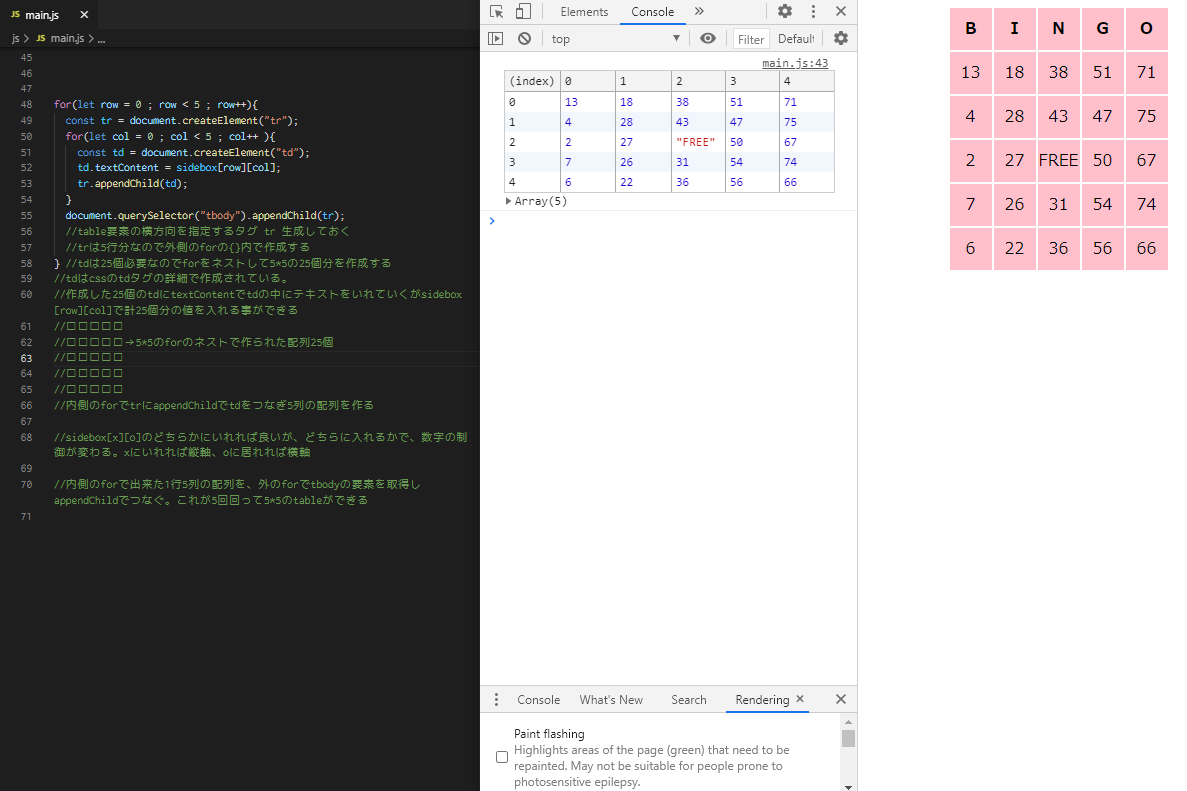 JS main.js ×
js > JS main.js > ...
45
46
47
48 for(let row = 0 ; row < 5 ; row++){
49 const tr = document.createElement("tr");
50 for(let col = 0 ; col < 5 ; col++ ){
51 const td = document.createElement("td");
52 td.textContent = sidebox[row][col];
53 tr.appendChild(td);
54 }
55 document.querySelector("tbody").appendChild(tr);
56 //table要素の横方向を指定するタグ tr 生成しておく
57 //trは5行分なので外側のforの{}内で作成する
58 } //tdは25個必要なのでforをネストして5*5の25個分を作成する
59 //tdはcssのtdタグの詳細で作成されている。
60 //作成した25個のtdにtextContentでtdの中にテキストをいれていくがsidebox
[row][col]で計25個分の値を入れる事ができる
61 //□□□□□
62 //□□□□□→5*5のforのネストで作られた配列25個
63 //□□□□□
64 //□□□□□
65 //□□□□□
66 //内側のforでtrにappendChildでtdをつなぎ5列の配列を作る
67
68 //sidebox[x][o]のどちらかにいれれば良いが、どちらに入れるかで、数字の制
御が変わる。xにいれれば縦軸、oに居れれば横軸
69
70 //内側のforで出来た1行5列の配列を、外のforでtbodyの要素を取得し
appendChildでつなぐ。これが5回回って5*5のtableができる
71
Elements Console »
top ▼ Filter Default
main.js:43
(index) 0 1 2 3 4
0 13 18 38 51 71
1 4 28 43 47 75
2 2 27 "FREE" 50 67
3 7 26 31 54 74
4 6 22 36 56 66
▶ Array(5)
>
Console What's New Search Rendering ×
Paint flashing
Highlights areas of the page (green) that need to be
repainted. May not be suitable for people prone to
photosensitive epilepsy.
B I N G O
13 18 38 51 71
4 28 43 47 75
2 27 FREE 50 67
7 26 31 54 74
6 22 36 56 66